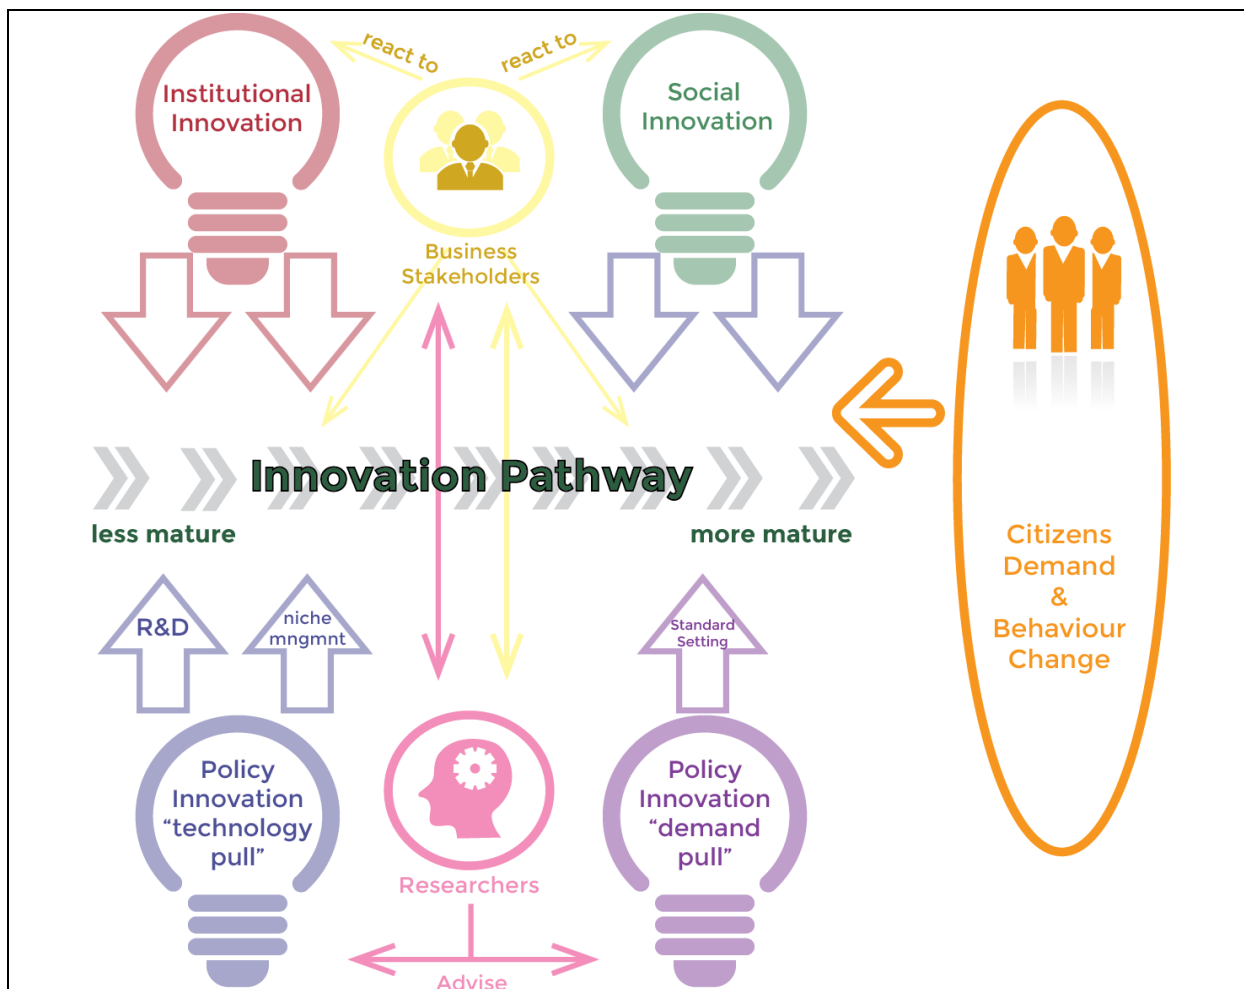 react to
react to
Institutional
Innovation
Social
Innovation
Business
Stakeholders
Innovation Pathway
less mature
more mature
R&D
niche
mngmnt
Standard
Setting
Citizens
Demand
&
Behaviour
Change
Policy
Innovation
“technology
pull”
Policy
Innovation
“demand
pull”
Researchers
Advise